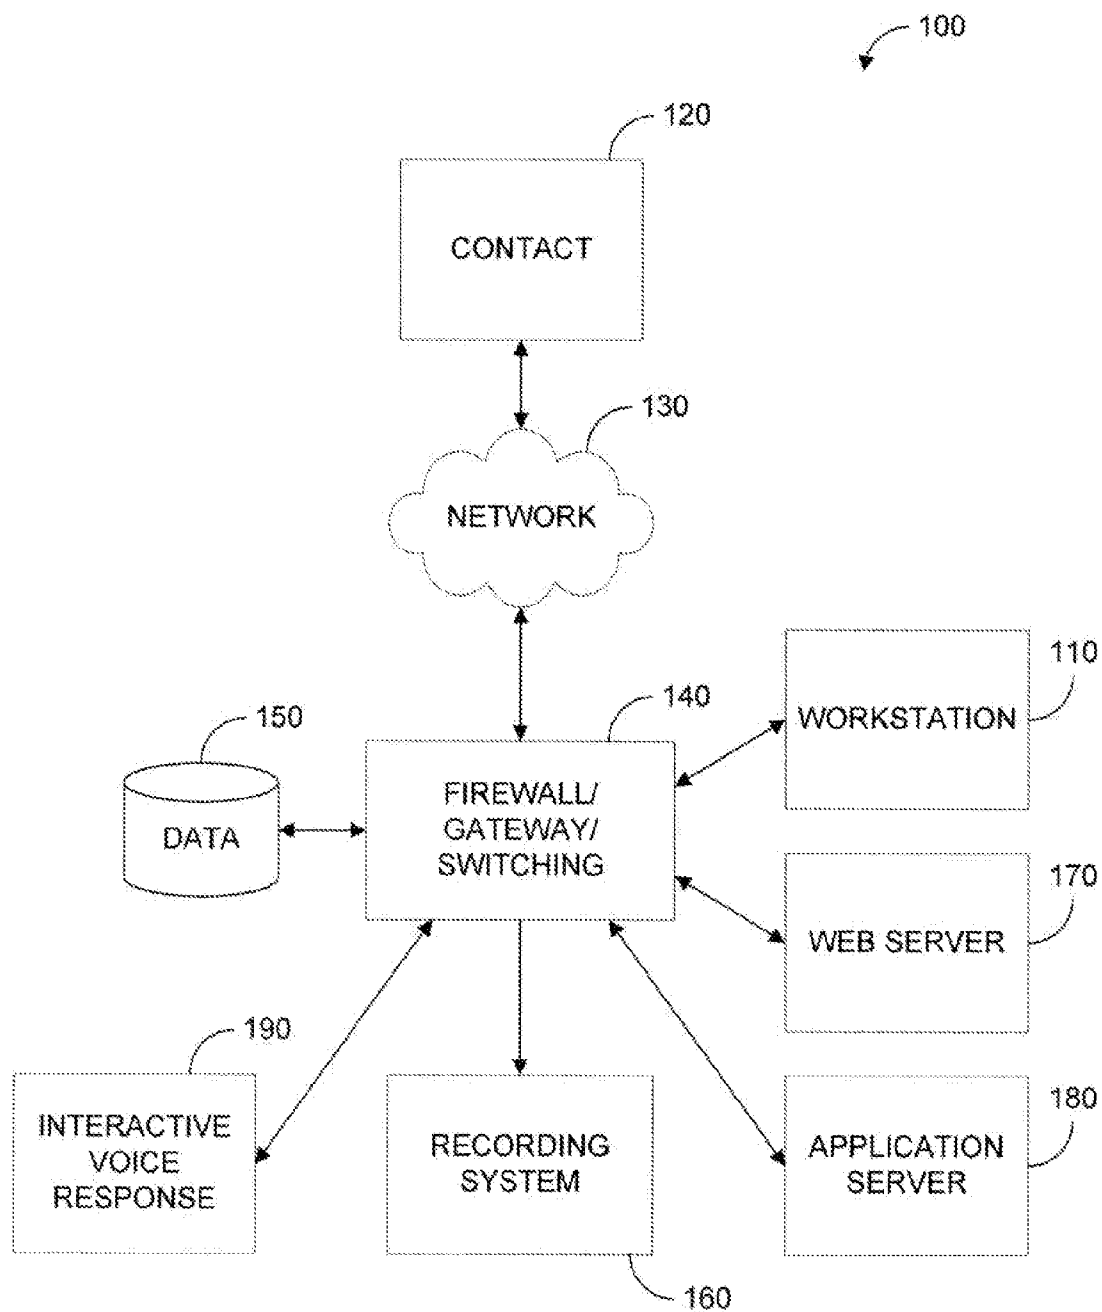 100
120
CONTACT
130
NETWORK
110
WORKSTATION
140
150
FIREWALL/
GATEWAY/
SWITCHING
DATA
170
WEB SERVER
190
INTERACTIVE
VOICE
RESPONSE
RECORDING
SYSTEM
160
180
APPLICATION
SERVER